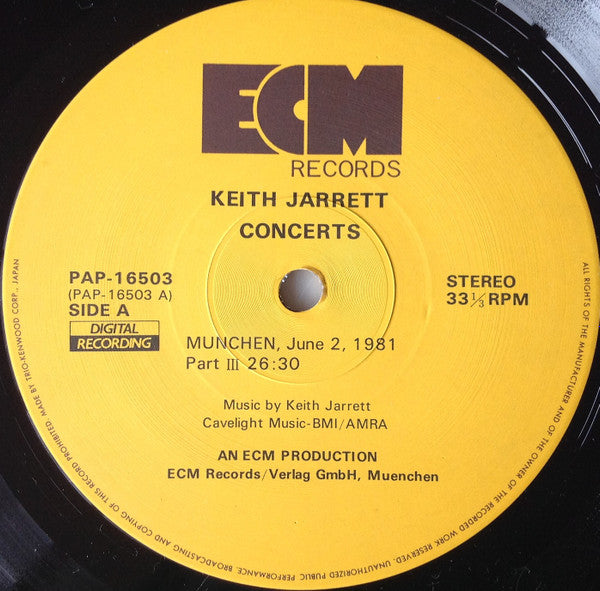 ECM
RECORDS
KEITH JARRETT
CONCERTS
PAP-16503
(PAP-16503 A)
SIDE A
DIGITAL
RECORDING
STEREO
33 1/3 RPM
MUNCHEN, June 2, 1981
Part III 26:30
Music by Keith Jarrett
Cavelight Music-BMI/AMRA
AN ECM PRODUCTION
ECM Records/Verlag GmbH, Muenchen
ALL RIGHTS OF THE MANUFACTURER AND OF THE OWNER OF THE RECORDED WORK RESERVED. UNAUTHORIZED PUBLIC PERFORMANCE, BROADCASTING AND COPYING OF THIS RECORD PROHIBITED. MADE BY TRIO-KENWOOD CORP., JAPAN